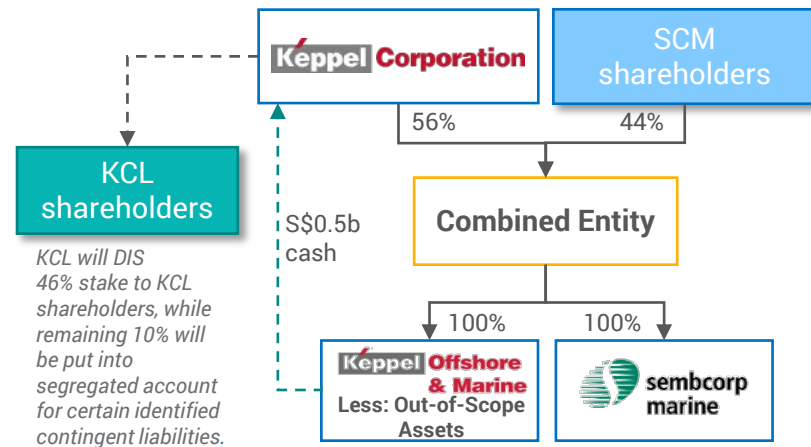 Keppel Corporation
SCM
shareholders
56%
44%
KCL
shareholders
Combined Entity
S$0.5b
cash
KCL will DIS
46% stake to KCL
shareholders, while
remaining 10% will
be put into
segregated account
for certain identified
contingent liabilities.
100%
100%
Keppel Offshore
& Marine
Less: Out-of-Scope
Assets
sembcorp
marine